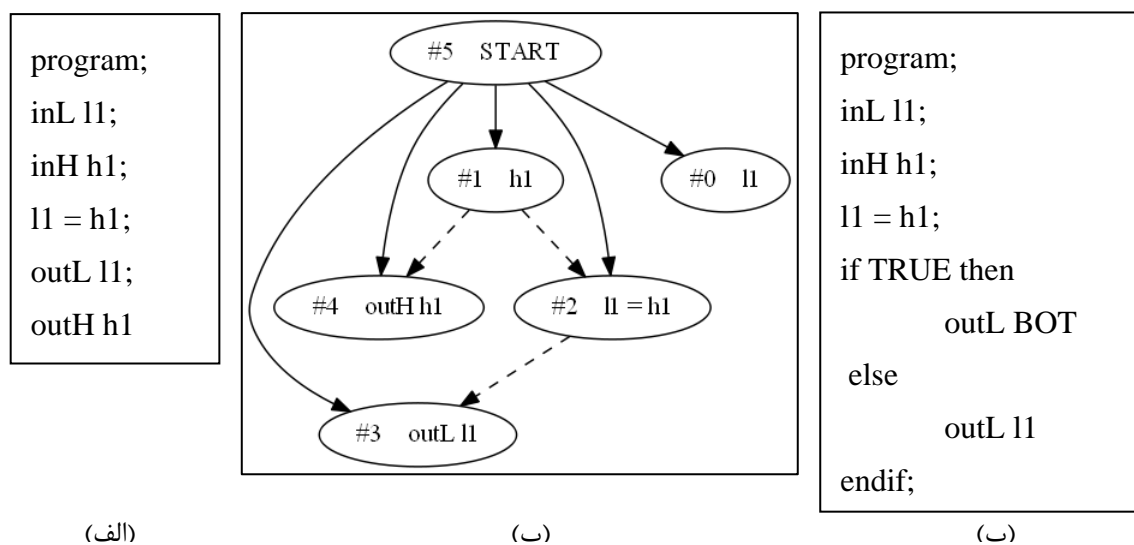 program;
inL l1;
inH h1;
l1 = h1;
outL l1;
outH h1
#5 START
#1 h1
#0 l1
#4 outH h1
#2 l1 = h1
#3 outL l1
program;
inL l1;
inH h1;
l1 = h1;
if TRUE then
outL BOT
else
outL l1
endif;
(الف)
(ب)